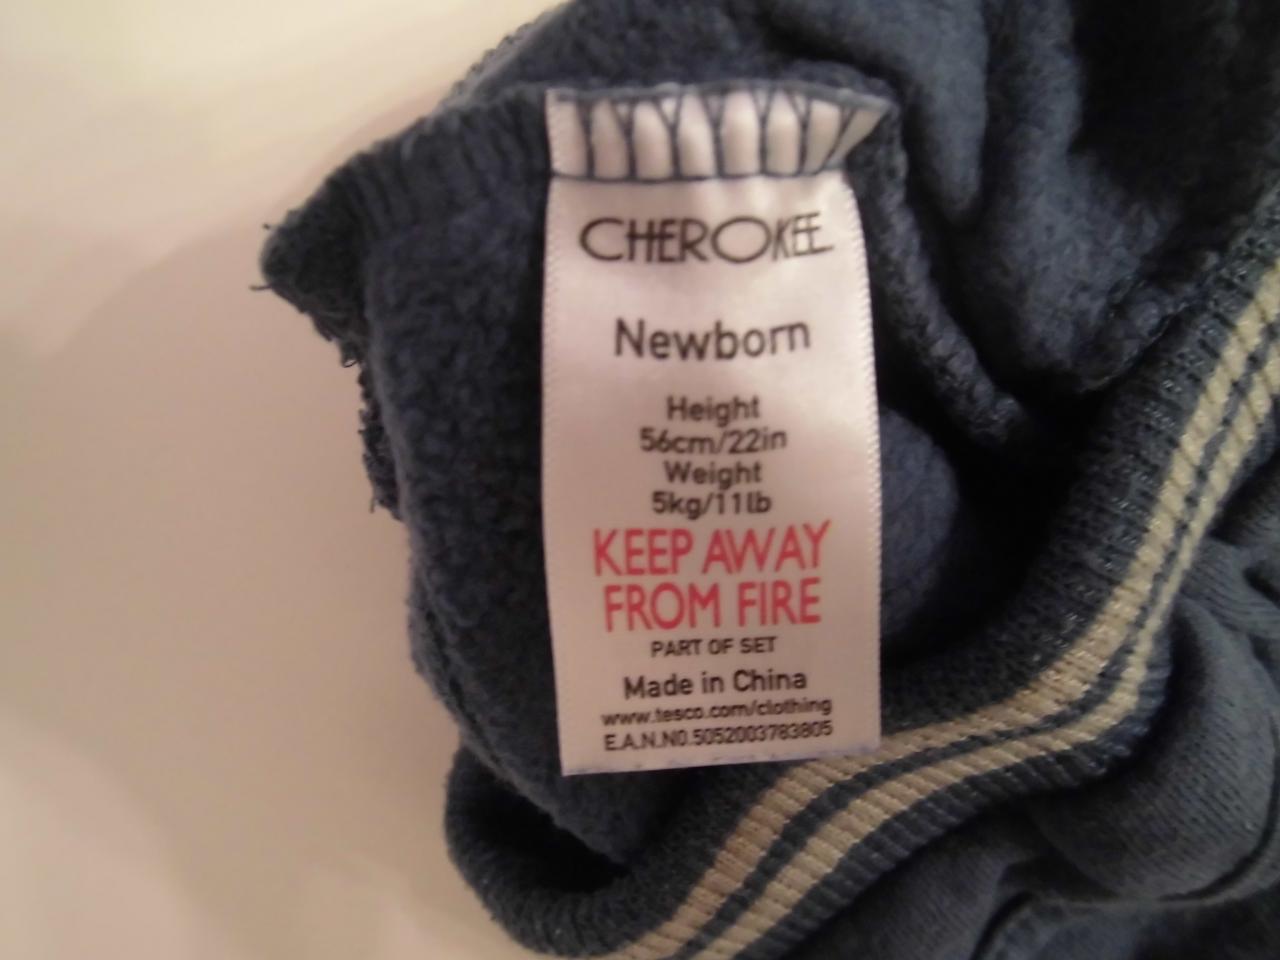 CHEROKEE
Newborn
Height
56cm/22in
Weight
5kg/11lb
KEEP AWAY
FROM FIRE
PART OF SET
Made in China
www.tesco.com/clothing
E.A.N.NO.5052003783805